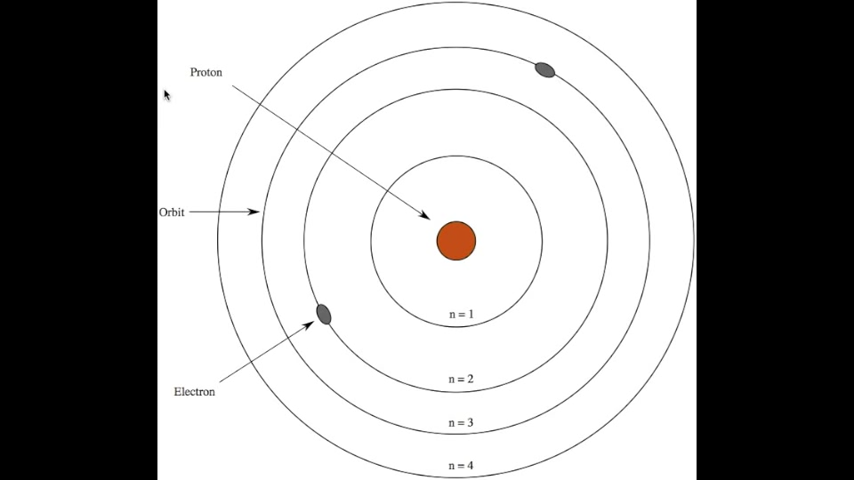 Proton
Orbit
n = 1
n = 2
Electron
n = 3
n = 4